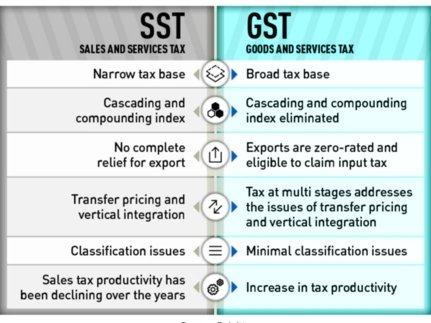 SST
SALES AND SERVICES TAX
GST
GOODS AND SERVICES TAX
Narrow tax base
Broad tax base
Cascading and
compounding index
Cascading and compounding
index eliminated
No complete
relief for export
Exports are zero-rated and
eligible to claim input tax
Transfer pricing and
vertical integration
Tax at multi stages addresses
the issues of transfer pricing
and vertical integration
Classification issues
Minimal classification issues
Sales tax productivity has
been declining over the years
Increase in tax productivity